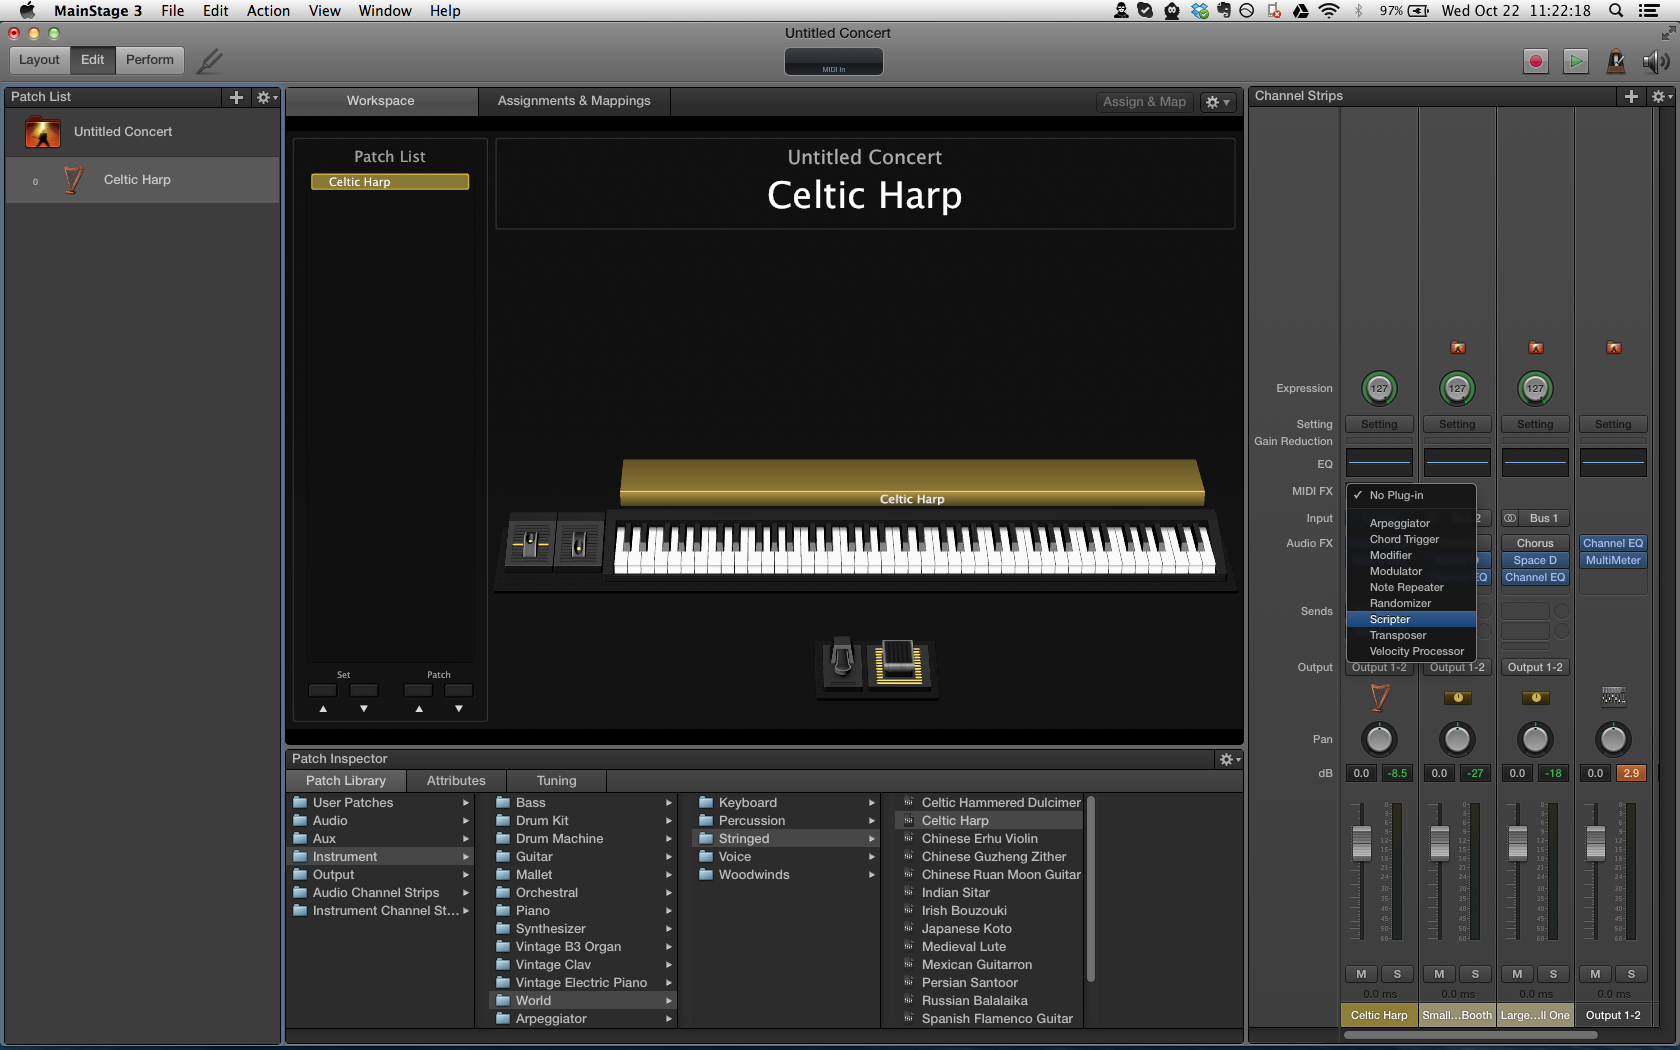 MainStage 3 File Edit Action View Window Help 97% Wed Oct 22 11:22:18
Untitled Concert
Layout Edit Perform
MIDI In
Patch List
Untitled Concert
0 Celtic Harp
Workspace Assignments & Mappings Assign & Map
Patch List
Celtic Harp
Set Patch
Untitled Concert
Celtic Harp
Celtic Harp
Patch Inspector
Patch Library Attributes Tuning
User Patches
Audio
Aux
Instrument
Output
Audio Channel Strips
Instrument Channel St...
Bass
Drum Kit
Drum Machine
Guitar
Mallet
Orchestral
Piano
Synthesizer
Vintage B3 Organ
Vintage Clav
Vintage Electric Piano
World
Arpeggiator
Keyboard
Percussion
Stringed
Voice
Woodwinds
Celtic Hammered Dulcimer
Celtic Harp
Chinese Erhu Violin
Chinese Guzheng Zither
Chinese Ruan Moon Guitar
Indian Sitar
Irish Bouzouki
Japanese Koto
Medieval Lute
Mexican Guitarron
Persian Santoor
Russian Balalaika
Spanish Flamenco Guitar
Channel Strips
Expression 127 127 127
Setting Setting Setting Setting Setting
Gain Reduction
EQ
MIDI FX
Input 2 Bus 1
Audio FX Chorus Channel EQ
Space D MultiMeter
EQ Channel EQ
Sends
✓ No Plug-in
Arpeggiator
Chord Trigger
Modifier
Modulator
Note Repeater
Randomizer
Scripter
Transposer
Velocity Processor
Output Output 1-2 Output 1-2 Output 1-2
Pan
dB 0.0 -8.5 0.0 -27 0.0 -18 0.0 2.9
M S M S M S M S
0.0 ms 0.0 ms 0.0 ms 0.0 ms
Celtic Harp Small...Booth Large...ll One Output 1-2